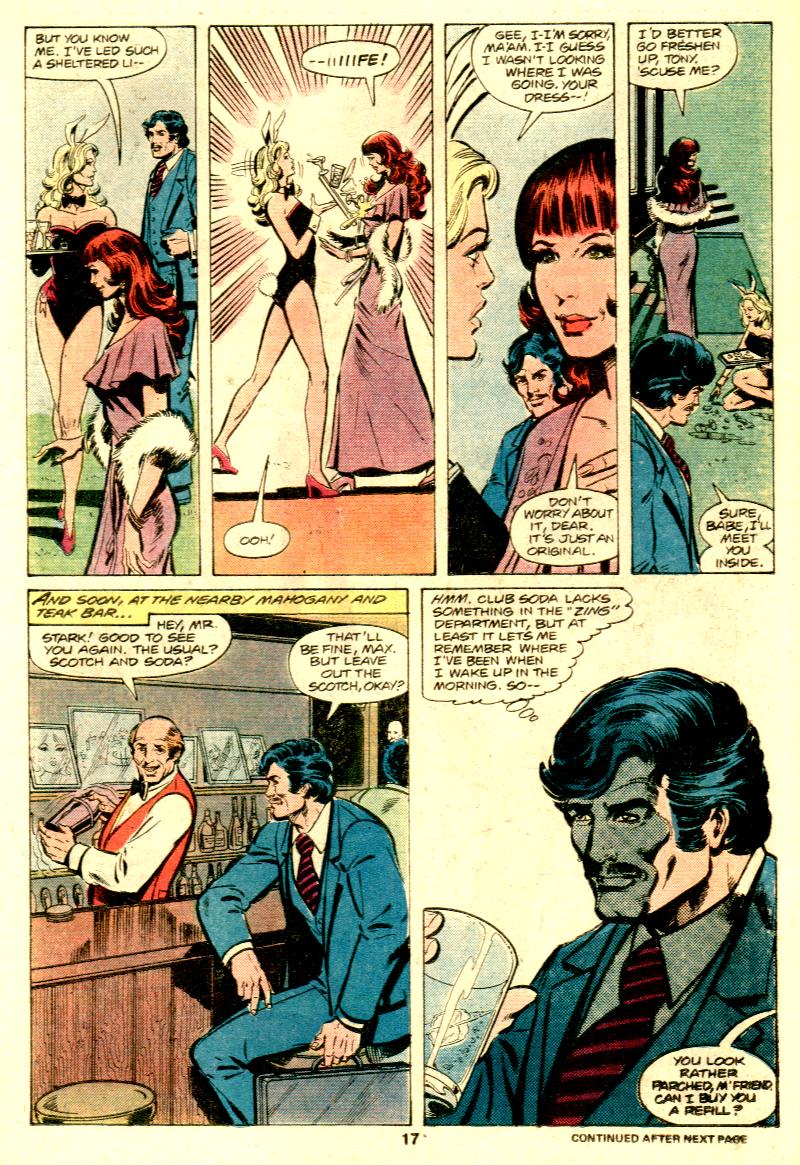 BUT YOU KNOW
ME. I'VE LED SUCH
A SHELTERED LI--
--IIIIIIFE!
OOH!
GEE, I-I'M SORRY,
MA'AM. I-I GUESS
I WASN'T LOOKING
WHERE I WAS
GOING. YOUR
DRESS--!
DON'T
WORRY ABOUT
IT, DEAR.
IT'S JUST AN
ORIGINAL.
I'D BETTER
GO FRESHEN
UP, TONY.
'SCUSE ME?
SURE,
BABE, I'LL
MEET
YOU
INSIDE.
AND SOON, AT THE NEARBY MAHOGANY AND
TEAK BAR...
HEY, MR.
STARK! GOOD TO SEE
YOU AGAIN. THE USUAL?
SCOTCH AND SODA?
THAT'LL
BE FINE, MAX.
BUT LEAVE
OUT THE
SCOTCH, OKAY?
HMM. CLUB SODA LACKS
SOMETHING IN THE "ZING"
DEPARTMENT, BUT AT
LEAST IT LETS ME
REMEMBER WHERE
I'VE BEEN WHEN
I WAKE UP IN THE
MORNING. SO--
YOU LOOK
RATHER
PARCHED, M'FRIEND.
CAN I BUY YOU
A REFILL?
17
CONTINUED AFTER NEXT PAGE